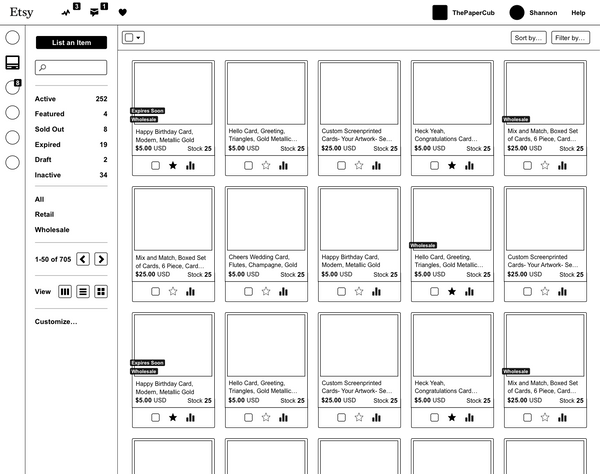 Etsy
3
1
ThePaperCub
Shannon
Help
List an Item
Sort by…
Filter by…
8
Active 252
Featured 4
Sold Out 8
Expired 19
Draft 2
Inactive 34
All
Retail
Wholesale
1-50 of 705
View
Customize…
Expires Soon
Wholesale
Happy Birthday Card,
Modern, Metallic Gold
$5.00 USD Stock 25
Hello Card, Greeting,
Triangles, Gold Metallic…
$5.00 USD Stock 25
Custom Screenprinted
Cards- Your Artwork- Se…
$25.00 USD Stock 25
Heck Yeah,
Congratulations Card…
$5.00 USD Stock 25
Wholesale
Mix and Match, Boxed Set
of Cards, 6 Piece, Card…
$25.00 USD Stock 25
Mix and Match, Boxed Set
of Cards, 6 Piece, Card…
$25.00 USD Stock 25
Cheers Wedding Card,
Flutes, Champagne, Gold
$5.00 USD Stock 25
Happy Birthday Card,
Modern, Metallic Gold
$5.00 USD Stock 25
Wholesale
Hello Card, Greeting,
Triangles, Gold Metallic…
$5.00 USD Stock 25
Custom Screenprinted
Cards- Your Artwork- Se…
$25.00 USD Stock 25
Expires Soon
Wholesale
Happy Birthday Card,
Modern, Metallic Gold
$5.00 USD Stock 25
Hello Card, Greeting,
Triangles, Gold Metallic…
$5.00 USD Stock 25
Custom Screenprinted
Cards- Your Artwork- Se…
$25.00 USD Stock 25
Heck Yeah,
Congratulations Card…
$5.00 USD Stock 25
Wholesale
Mix and Match, Boxed Set
of Cards, 6 Piece, Card…
$25.00 USD Stock 25